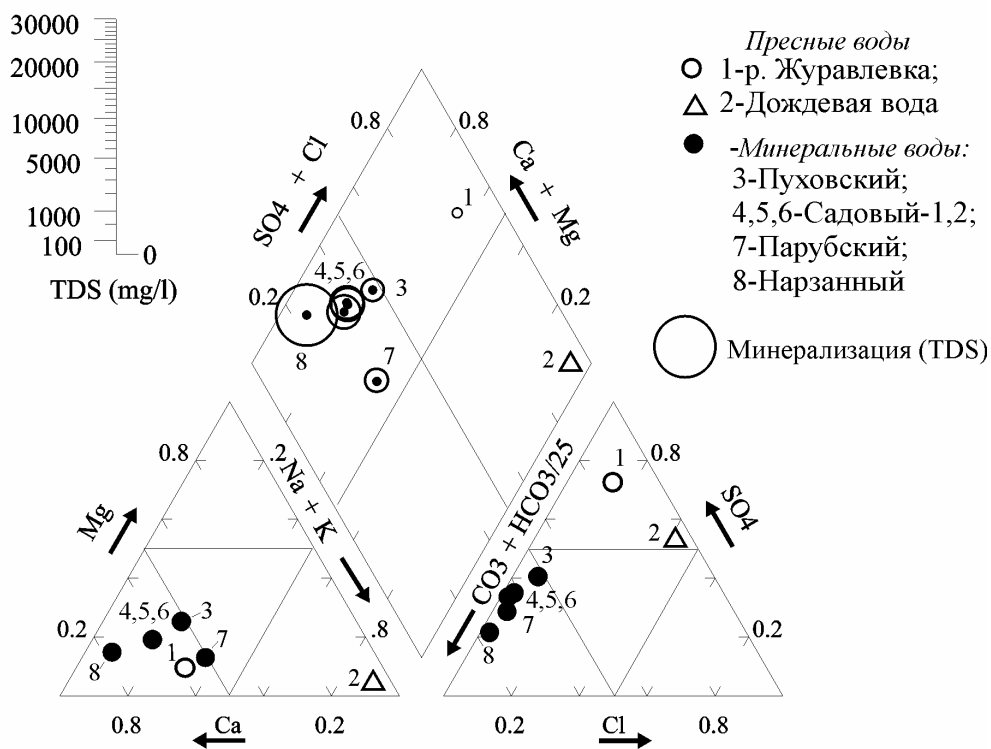 30000
20000
10000
5000
1000
100
0
TDS (mg/l)
Пресные воды
1-р. Журавлевка;
2-Дождевая вода
-Минеральные воды:
3-Пуховский;
4,5,6-Садовый-1,2;
7-Парубский;
8-Нарзанный
Минерализация (TDS)
0.8
0.8
SO4 + Cl
Ca + Mg
1
4,5,6
3
0.2
0.2
8
7
2
0.8
.2
Mg
Na + K
4,5,6
3
0.2
.8
8
1
7
2
0.8
Ca
0.2
CO3 + HCO3/25
1
0.8
SO4
2
3
4,5,6
7
8
0.2
0.2
Cl
0.8